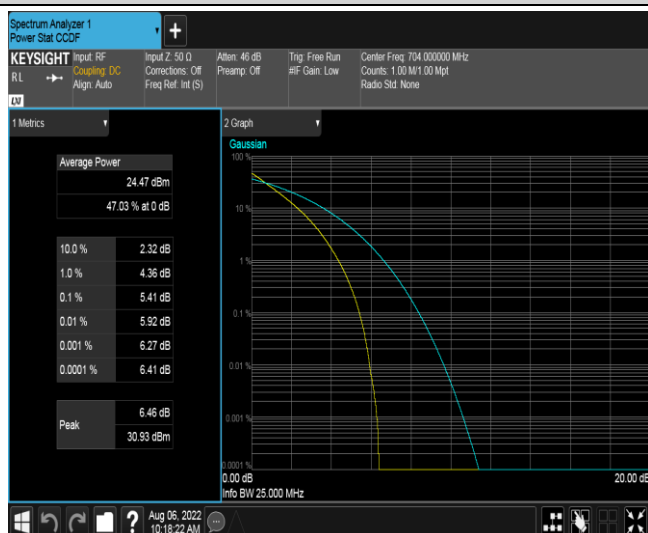 Spectrum Analyzer 1
Power Stat CCDF
KEYSIGHT
RL
LXI
Input: RF
Coupling: DC
Align: Auto
Input Z: 50 Ω
Corrections: Off
Freq Ref: Int (S)
Atten: 46 dB
Preamp: Off
Trig: Free Run
#IF Gain: Low
Center Freq: 704.000000 MHz
Counts: 1.00 M/1.00 Mpt
Radio Std: None
1 Metrics
Average Power
24.47 dBm
47.03 % at 0 dB
10.0 % 2.32 dB
1.0 % 4.36 dB
0.1 % 5.41 dB
0.01 % 5.92 dB
0.001 % 6.27 dB
0.0001 % 6.41 dB
Peak
6.46 dB
30.93 dBm
2 Graph
Gaussian
100 %
10 %
1 %
0.1 %
0.01 %
0.001 %
0.0001 %
0.00 dB
20.00 dB
Info BW 25.000 MHz
?
Aug 06, 2022
10:18:22 AM